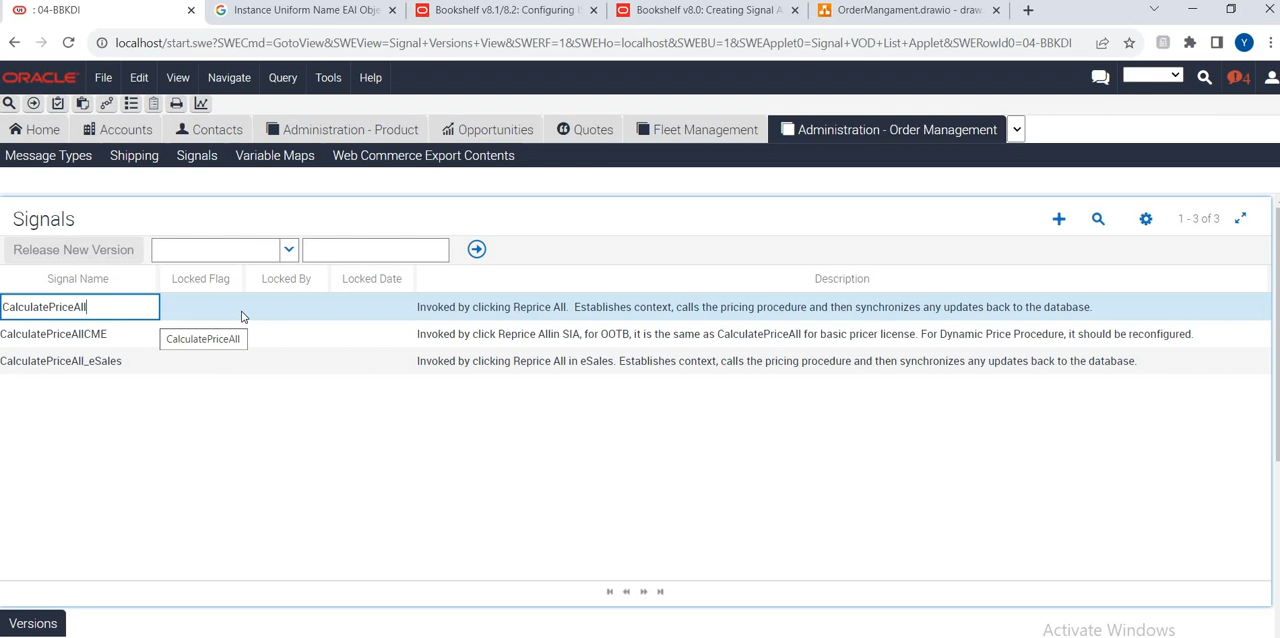 : 04-BBKDI
Instance Uniform Name EAI Obje
Bookshelf v8.1/8.2: Configuring
Bookshelf v8.0: Creating Signal A
OrderMangament.drawio - draw.
localhost/start.swe?SWECmd=GotoView&SWEView=Signal+Versions+View&SWERF=1&SWEHo=localhost&SWEBU=1&SWEApplet0=Signal+VOD+List+Applet&SWERowId0=04-BBKDI
Y
ORACLE File Edit View Navigate Query Tools Help
4
Home Accounts Contacts Administration - Product Opportunities Quotes Fleet Management Administration - Order Management
Message Types Shipping Signals Variable Maps Web Commerce Export Contents
Signals
1 - 3 of 3
Release New Version
Signal Name Locked Flag Locked By Locked Date Description
CalculatePriceAll Invoked by clicking Reprice All. Establishes context, calls the pricing procedure and then synchronizes any updates back to the database.
CalculatePriceAllCME Invoked by click Reprice Allin SIA, for OOTB, it is the same as CalculatePriceAll for basic pricer license. For Dynamic Price Procedure, it should be reconfigured.
CalculatePriceAll
CalculatePriceAll_eSales Invoked by clicking Reprice All in eSales. Establishes context, calls the pricing procedure and then synchronizes any updates back to the database.
Versions
Activate Windows